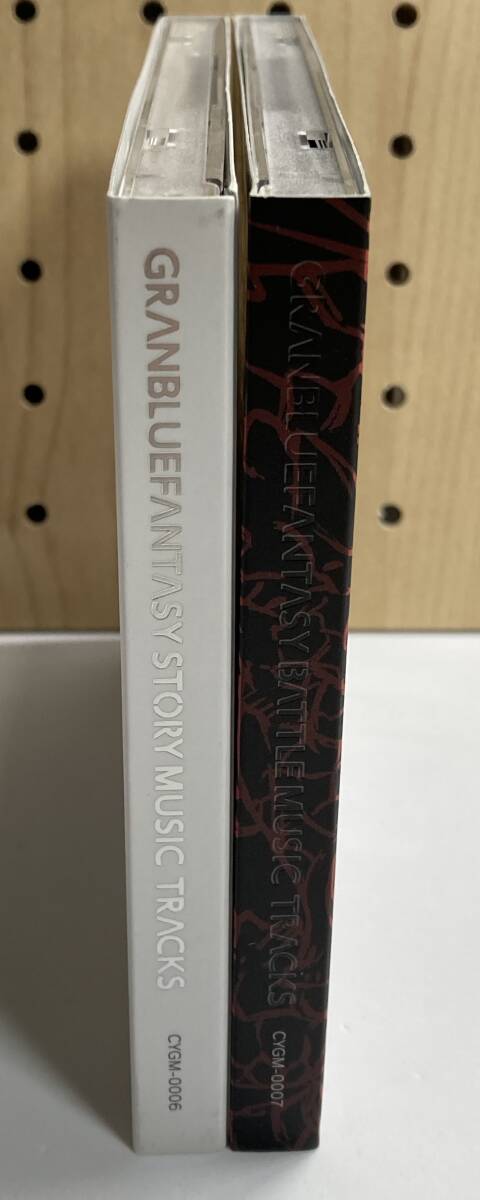 GRANBLUEFANTASY STORY MUSIC TRACKS
CYGM-0006
GRANBLUEFANTASY BATTLE MUSIC TRACKS
CYGM-0007